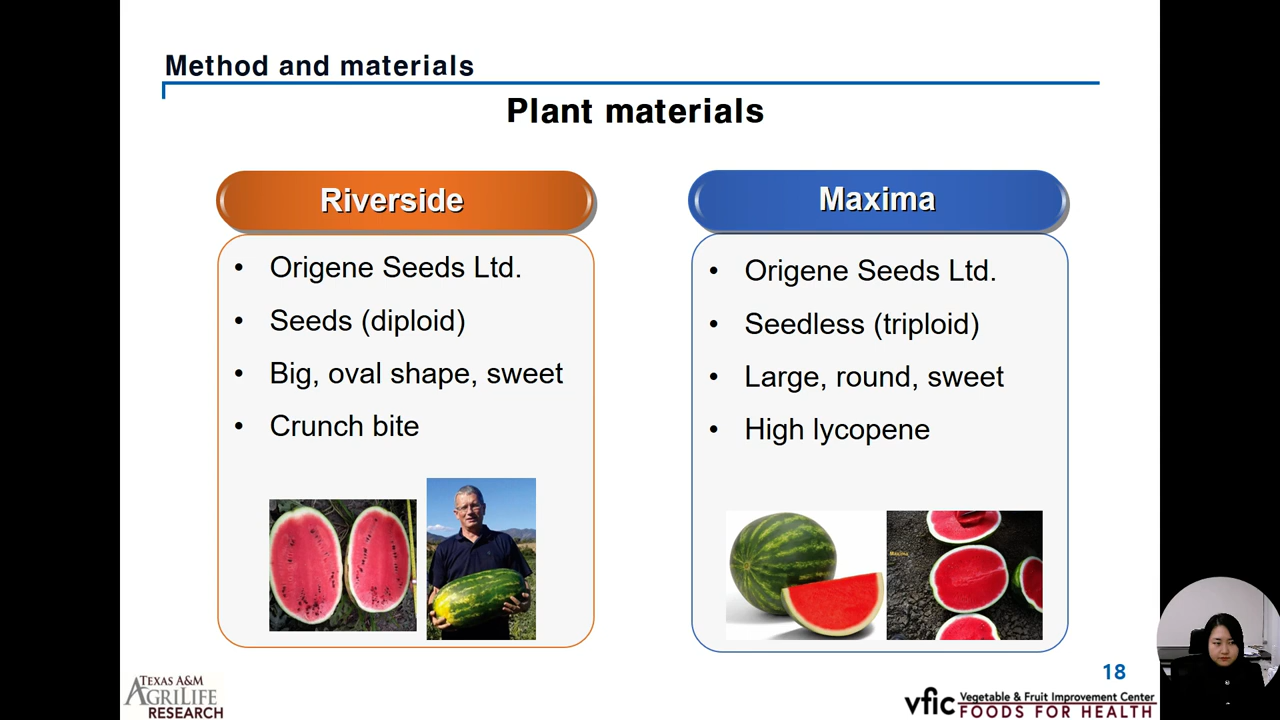 Method and materials
Plant materials
Riverside
• Origene Seeds Ltd.
• Seeds (diploid)
• Big, oval shape, sweet
• Crunch bite
Maxima
• Origene Seeds Ltd.
• Seedless (triploid)
• Large, round, sweet
• High lycopene
Maxima
18
TEXAS A&M
AGRILIFE
RESEARCH
vfic Vegetable & Fruit Improvement Center
FOODS FOR HEALTH